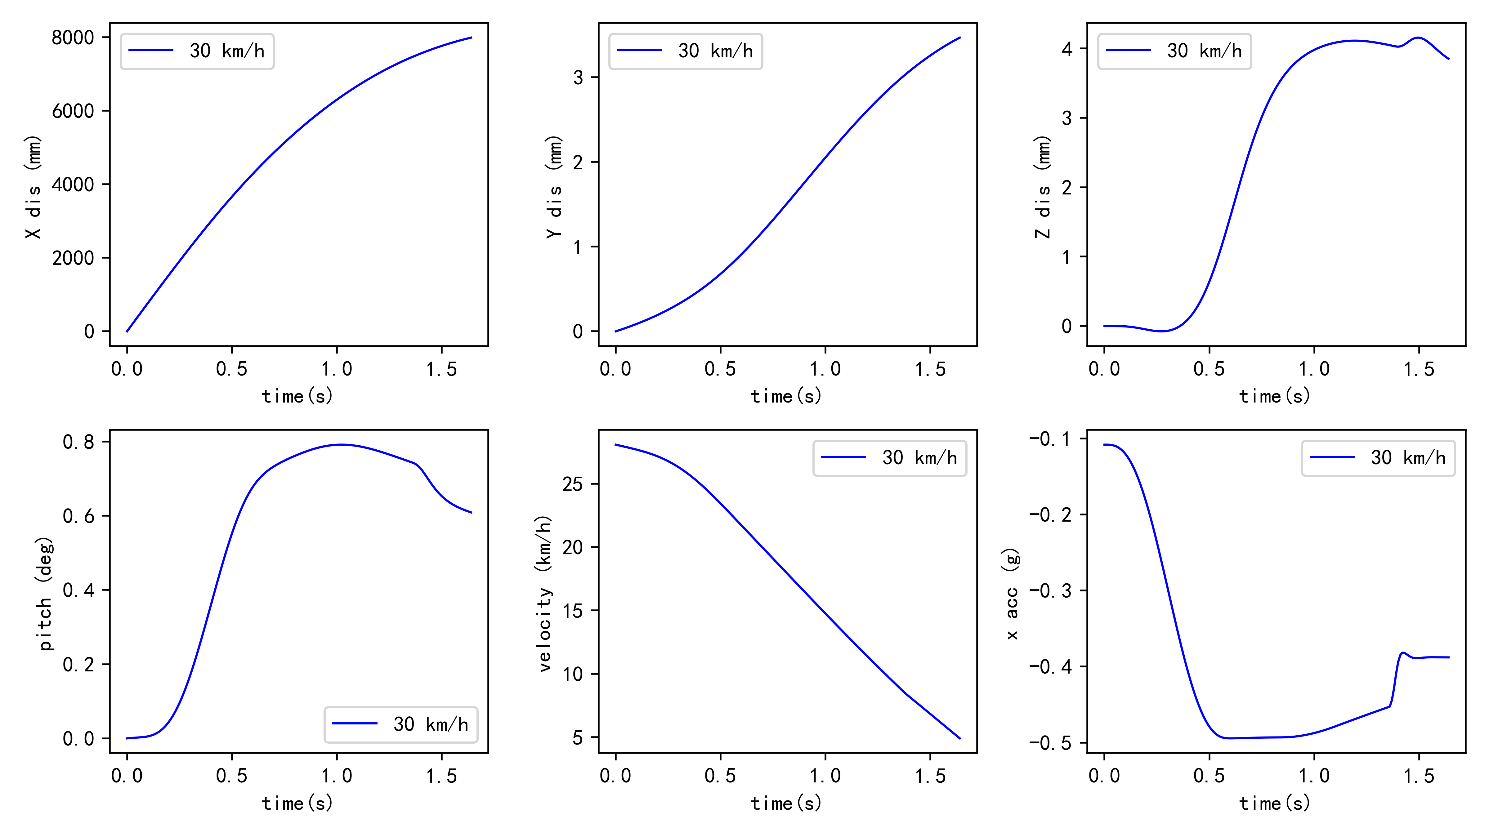 X dis (mm)
8000
6000
4000
2000
0
30 km/h
0.0 0.5 1.0 1.5
time(s)
Y dis (mm)
3
2
1
0
30 km/h
0.0 0.5 1.0 1.5
time(s)
Z dis (mm)
4
3
2
1
0
30 km/h
0.0 0.5 1.0 1.5
time(s)
pitch (deg)
0.8
0.6
0.4
0.2
0.0
30 km/h
0.0 0.5 1.0 1.5
time(s)
velocity (km/h)
25
20
15
10
5
30 km/h
0.0 0.5 1.0 1.5
time(s)
x acc (g)
−0.1
−0.2
−0.3
−0.4
−0.5
30 km/h
0.0 0.5 1.0 1.5
time(s)